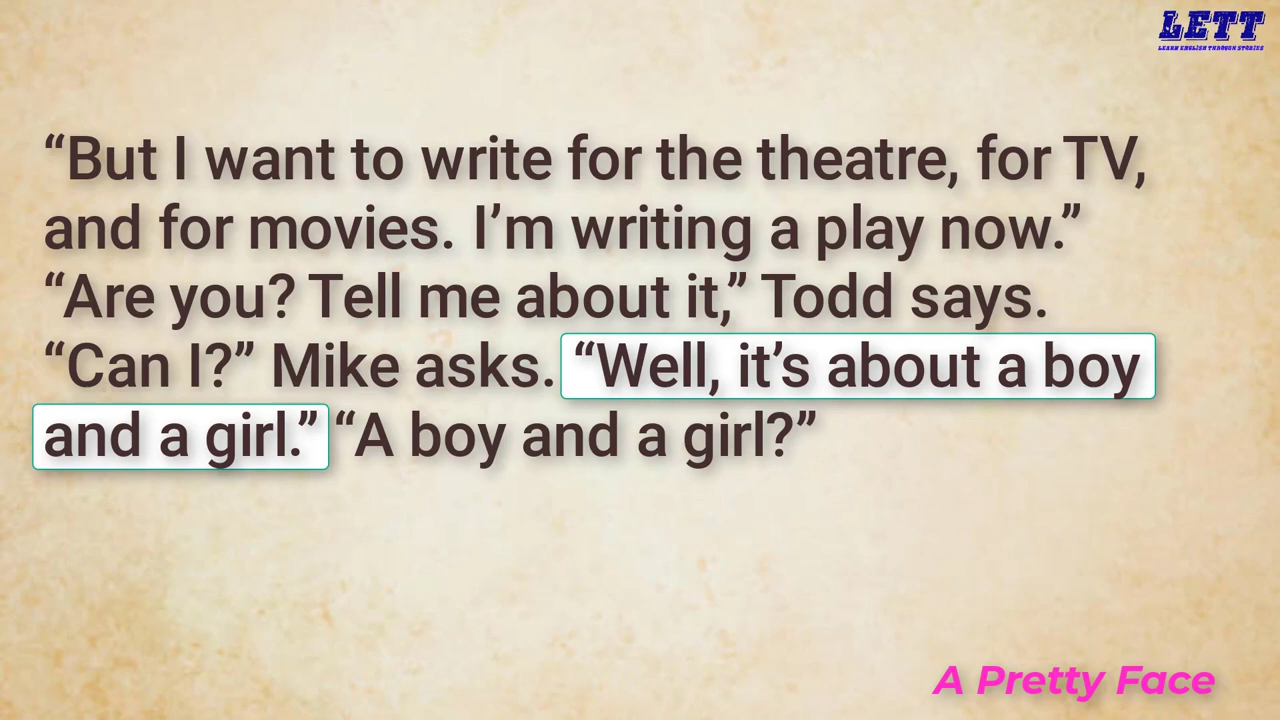 LETT
LEARN ENGLISH THROUGH STORIES
“But I want to write for the theatre, for TV,
and for movies. I’m writing a play now.”
“Are you? Tell me about it,” Todd says.
“Can I?” Mike asks. “Well, it’s about a boy
and a girl.” “A boy and a girl?”
A Pretty Face